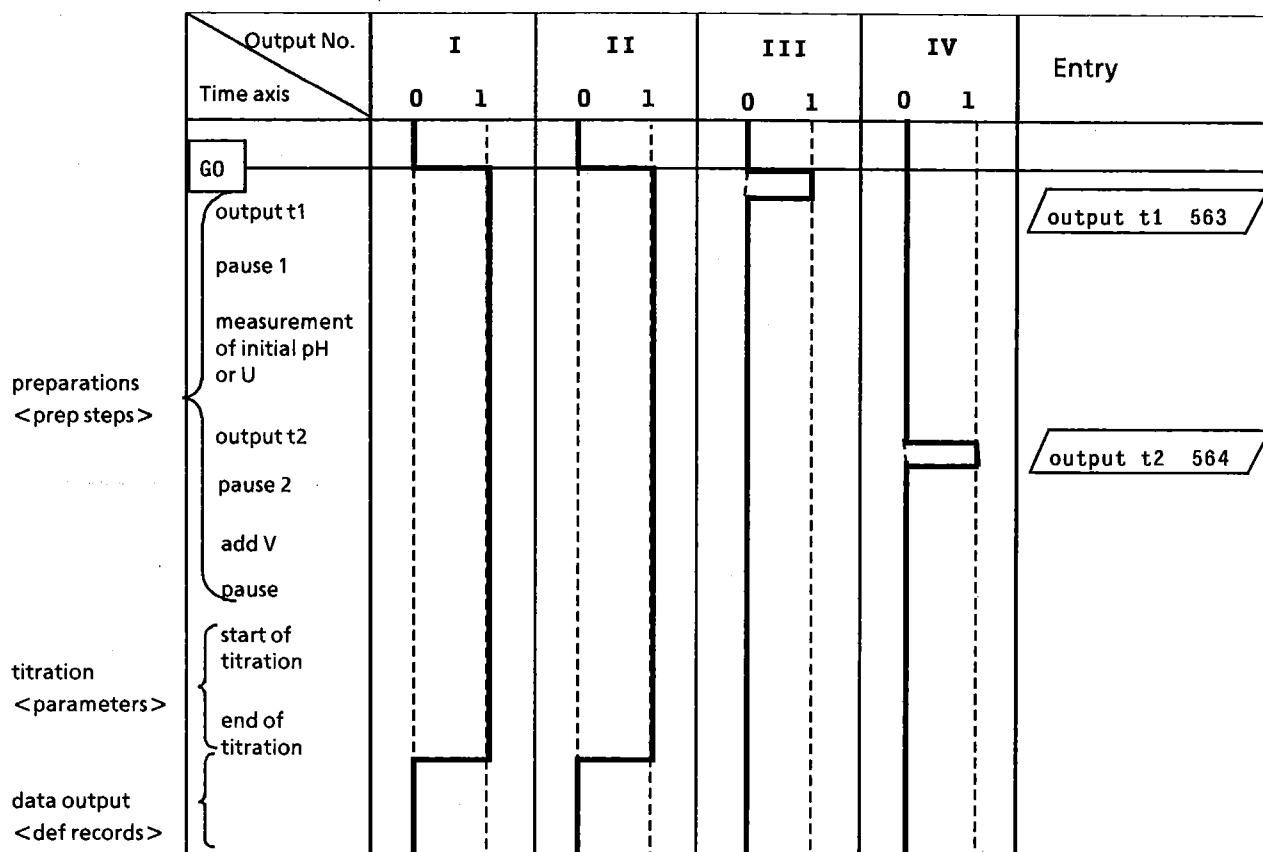 Output No.
Time axis
I
II
III
IV
Entry
0 1
0 1
0 1
0 1
GO
output t1
output t1 563
pause 1
measurement
of initial pH
or U
preparations
<prep steps>
output t2
output t2 564
pause 2
add V
pause
start of
titration
titration
<parameters>
end of
titration
data output
<def records>